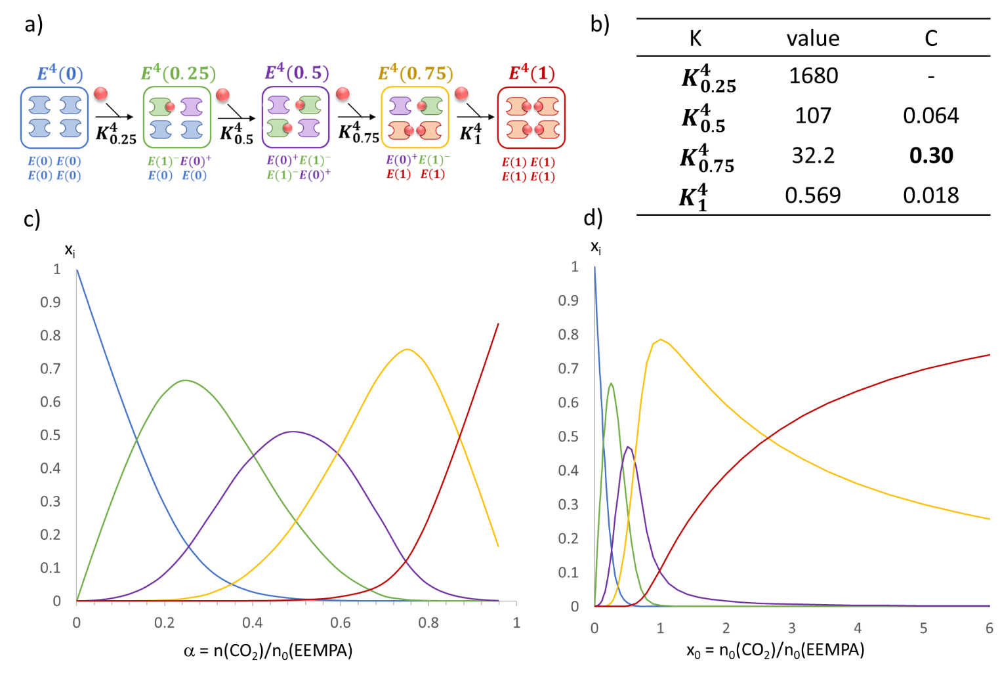 a)
E⁴(0) E⁴(0.25) E⁴(0.5) E⁴(0.75) E⁴(1)
K⁴₀.₂₅ K⁴₀.₅ K⁴₀.₇₅ K⁴₁
E(0) E(0) E(1)⁻E(0)⁺ E(0)⁺E(1)⁻ E(0)⁺E(1)⁻ E(1) E(1)
E(0) E(0) E(0) E(0) E(1)⁻E(0)⁺ E(1) E(1) E(1) E(1)
b)
K value C
K⁴₀.₂₅ 1680 -
K⁴₀.₅ 107 0.064
K⁴₀.₇₅ 32.2 0.30
K⁴₁ 0.569 0.018
c)
xᵢ
1
0.9
0.8
0.7
0.6
0.5
0.4
0.3
0.2
0.1
0
0 0.2 0.4 0.6 0.8 1
α = n(CO₂)/n₀(EEMPA)
d)
xᵢ
1
0.9
0.8
0.7
0.6
0.5
0.4
0.3
0.2
0.1
0
0 1 2 3 4 5 6
x₀ = n₀(CO₂)/n₀(EEMPA)